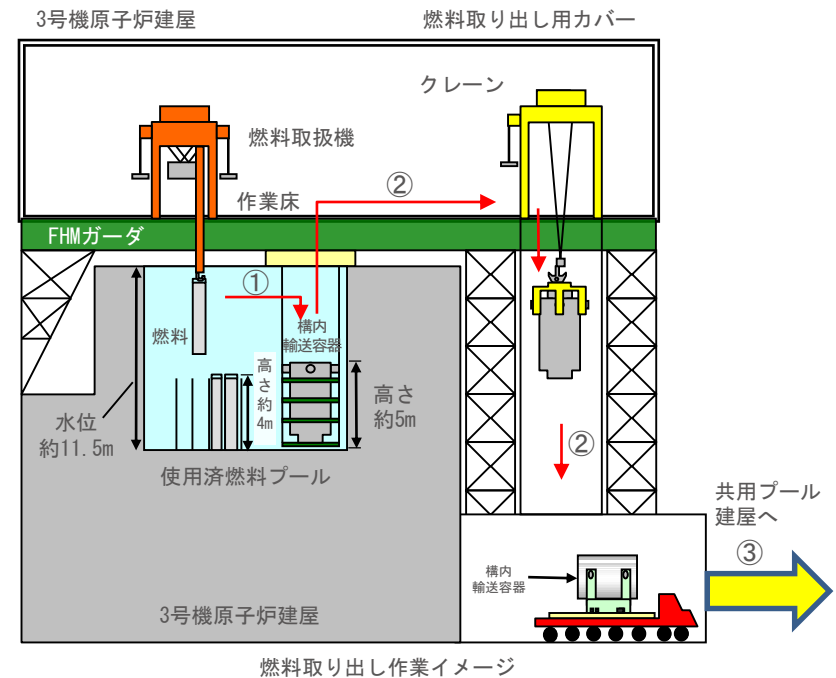 3号機原子炉建屋
燃料取り出し用カバー
クレーン
燃料取扱機
②
作業床
FHMガーダ
①
燃料
構内
輸送容器
高さ
約
4m
高さ
約5m
水位
約11.5m
②
使用済燃料プール
共用プール
建屋へ
③
構内
輸送容器
3号機原子炉建屋
燃料取り出し作業イメージ